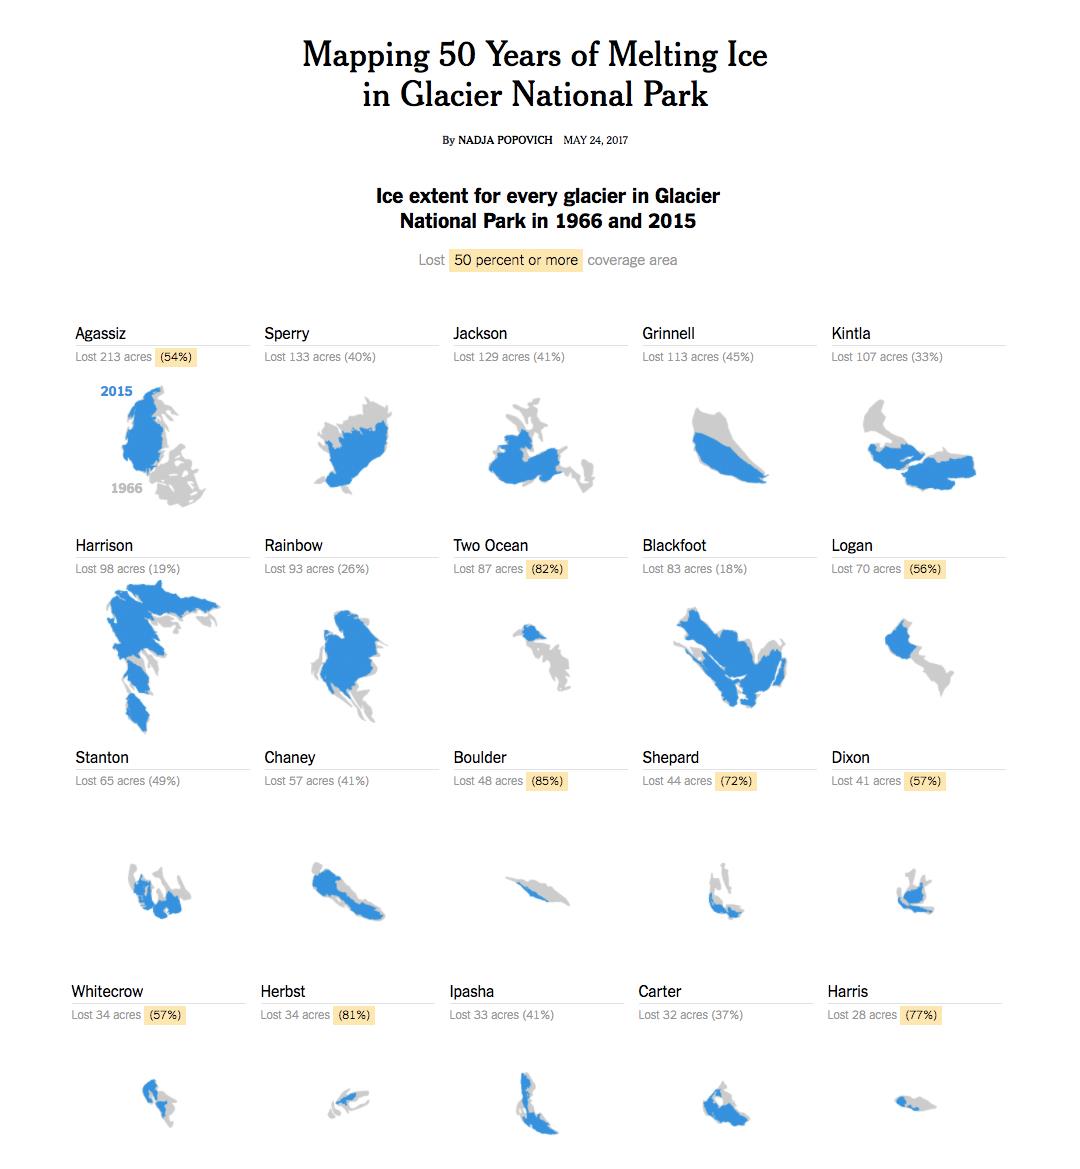 Mapping 50 Years of Melting Ice
in Glacier National Park
By NADJA POPOVICH MAY 24, 2017
Ice extent for every glacier in Glacier
National Park in 1966 and 2015
Lost 50 percent or more coverage area
Agassiz
Lost 213 acres (54%)
2015
1966
Sperry
Lost 133 acres (40%)
Jackson
Lost 129 acres (41%)
Grinnell
Lost 113 acres (45%)
Kintla
Lost 107 acres (33%)
Harrison
Lost 98 acres (19%)
Rainbow
Lost 93 acres (26%)
Two Ocean
Lost 87 acres (82%)
Blackfoot
Lost 83 acres (18%)
Logan
Lost 70 acres (56%)
Stanton
Lost 65 acres (49%)
Chaney
Lost 57 acres (41%)
Boulder
Lost 48 acres (85%)
Shepard
Lost 44 acres (72%)
Dixon
Lost 41 acres (57%)
Whitecrow
Lost 34 acres (57%)
Herbst
Lost 34 acres (81%)
Ipasha
Lost 33 acres (41%)
Carter
Lost 32 acres (37%)
Harris
Lost 28 acres (77%)